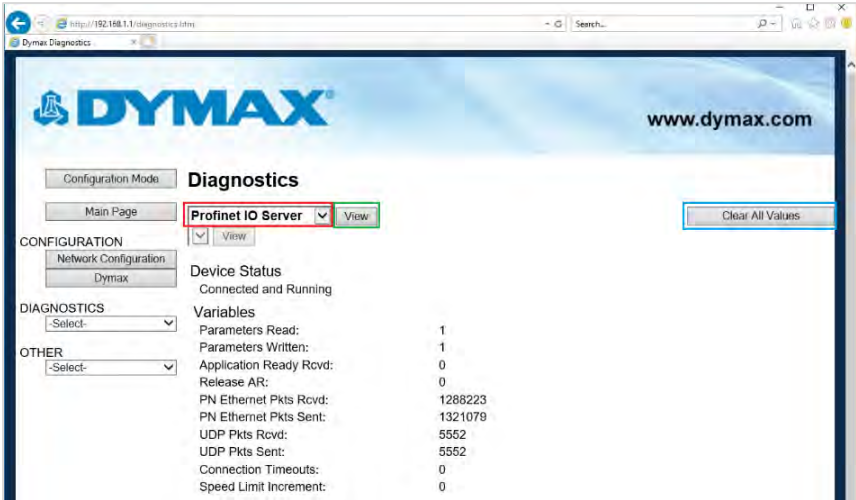 http://192.168.1.1/diagnostics.htm
Search...
Dymax Diagnostics
DYMAX®
www.dymax.com
Configuration Mode
Diagnostics
Main Page
Profinet IO Server
View
Clear All Values
View
CONFIGURATION
Network Configuration
Dymax
Device Status
Connected and Running
DIAGNOSTICS
-Select-
Variables
Parameters Read: 1
Parameters Written: 1
OTHER
-Select-
Application Ready Rcvd: 0
Release AR: 0
PN Ethernet Pkts Rcvd: 1288223
PN Ethernet Pkts Sent: 1321079
UDP Pkts Rcvd: 5552
UDP Pkts Sent: 5552
Connection Timeouts: 0
Speed Limit Increment: 0